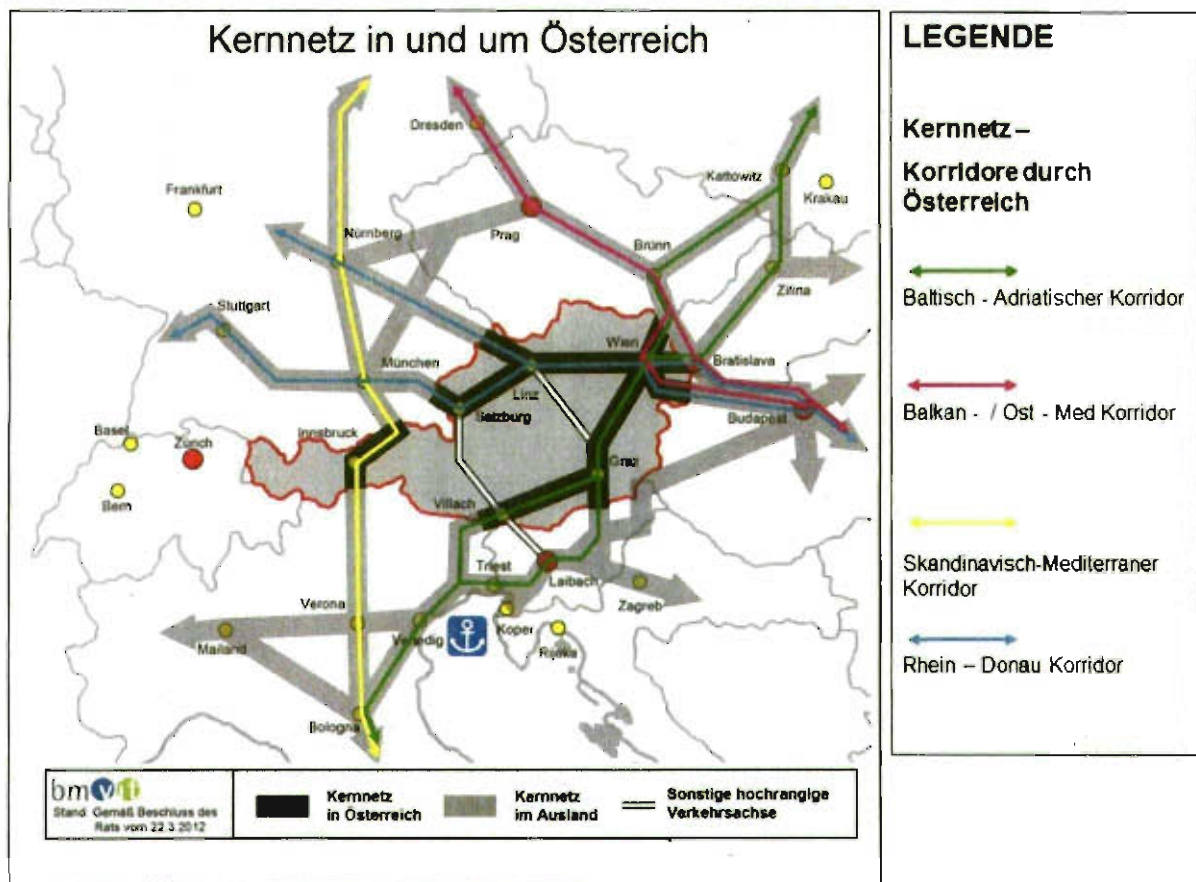 Kernnetz in und um Österreich
Dresden
Kattowitz
Krakau
Frankfurt
Nürnberg
Prag
Brünn
Zilina
Stuttgart
München
Wien
Bratislava
Linz
Salzburg
Budapest
Innsbruck
Basel
Zürich
Bern
Graz
Villach
Triest
Laibach
Zagreb
Verona
Koper
Venedig
Rijeka
Mailand
Bologna
bmvit
Stand: Gemäß Beschluss des
Rats vom 22.3.2012
Kernnetz
in Österreich
Kernnetz
im Ausland
Sonstige hochrangige
Verkehrsachse
LEGENDE
Kernnetz –
Korridore durch
Österreich
Baltisch - Adriatischer Korridor
Balkan - / Ost - Med Korridor
Skandinavisch-Mediterraner
Korridor
Rhein – Donau Korridor